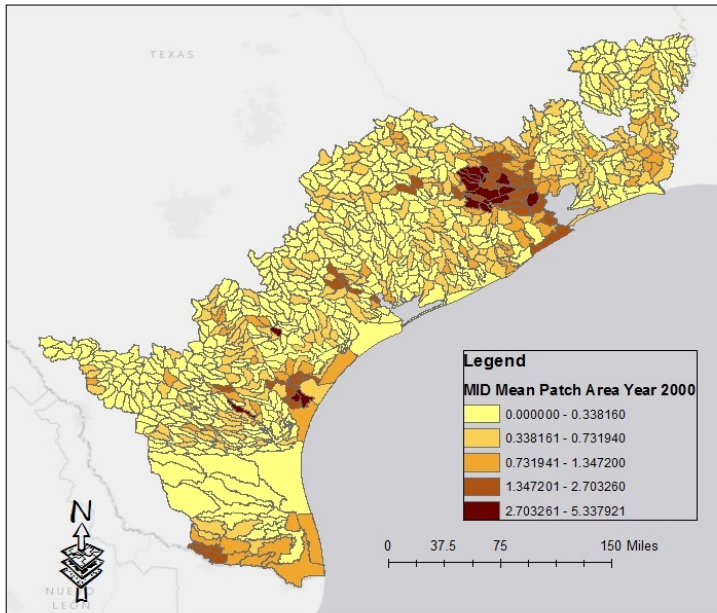 TEXAS
Legend
MID Mean Patch Area Year 2000
0.000000 - 0.338160
0.338161 - 0.731940
0.731941 - 1.347200
1.347201 - 2.703260
2.703261 - 5.337921
N
0 37.5 75 150 Miles
NUEVO
LEON